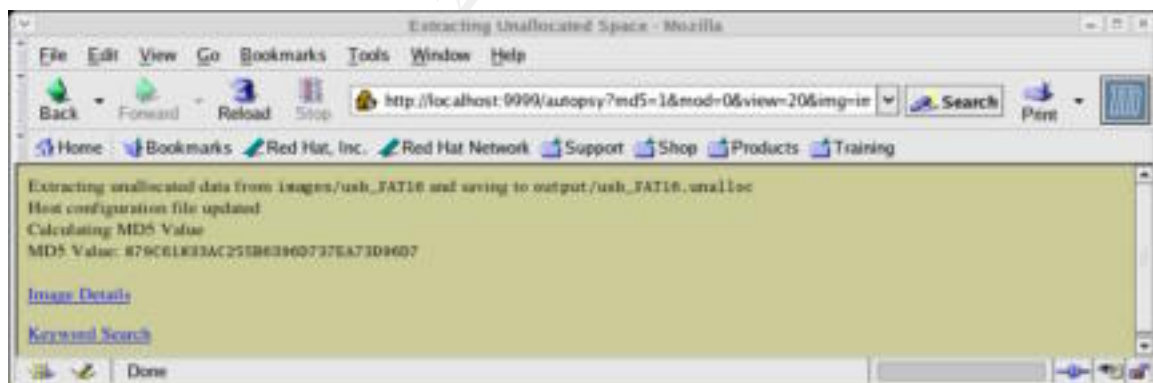 Extracting Unallocated Space - Mozilla
File Edit View Go Bookmarks Tools Window Help
Back Forward Reload Stop http://localhost:9999/autopsy?md5=1&mod=0&view=20&img=im Search Print
Home Bookmarks Red Hat, Inc. Red Hat Network Support Shop Products Training
Extracting unallocated data from images/usb_FAT16 and saving to output/usb_FAT16.unalloc
Host configuration file updated
Calculating MD5 Value
MD5 Value:
Image Details
Keyword Search
Done